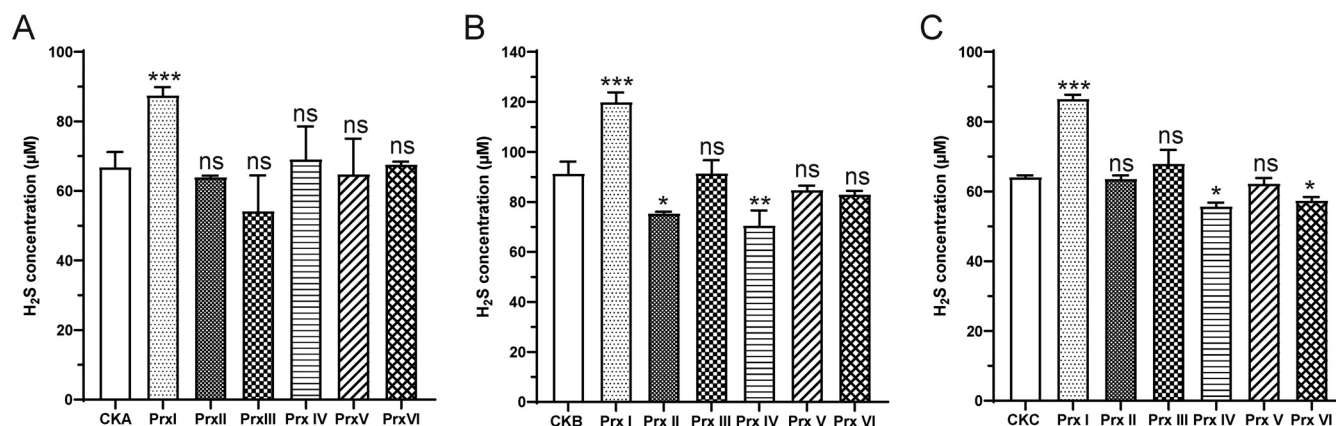 A
H₂S concentration (μM)
100
80
60
40
20
0
***
ns
ns
ns
ns
ns
CKA PrxI PrxII PrxIII Prx IV PrxV PrxVI
B
H₂S concentration (μM)
140
120
100
80
60
40
20
0
***
*
ns
**
ns
ns
CKB Prx I Prx II Prx III Prx IV Prx V Prx VI
C
H₂S concentration (μM)
100
80
60
40
20
0
***
ns
ns
*
ns
*
CKC Prx I Prx II Prx III Prx IV Prx V Prx VI